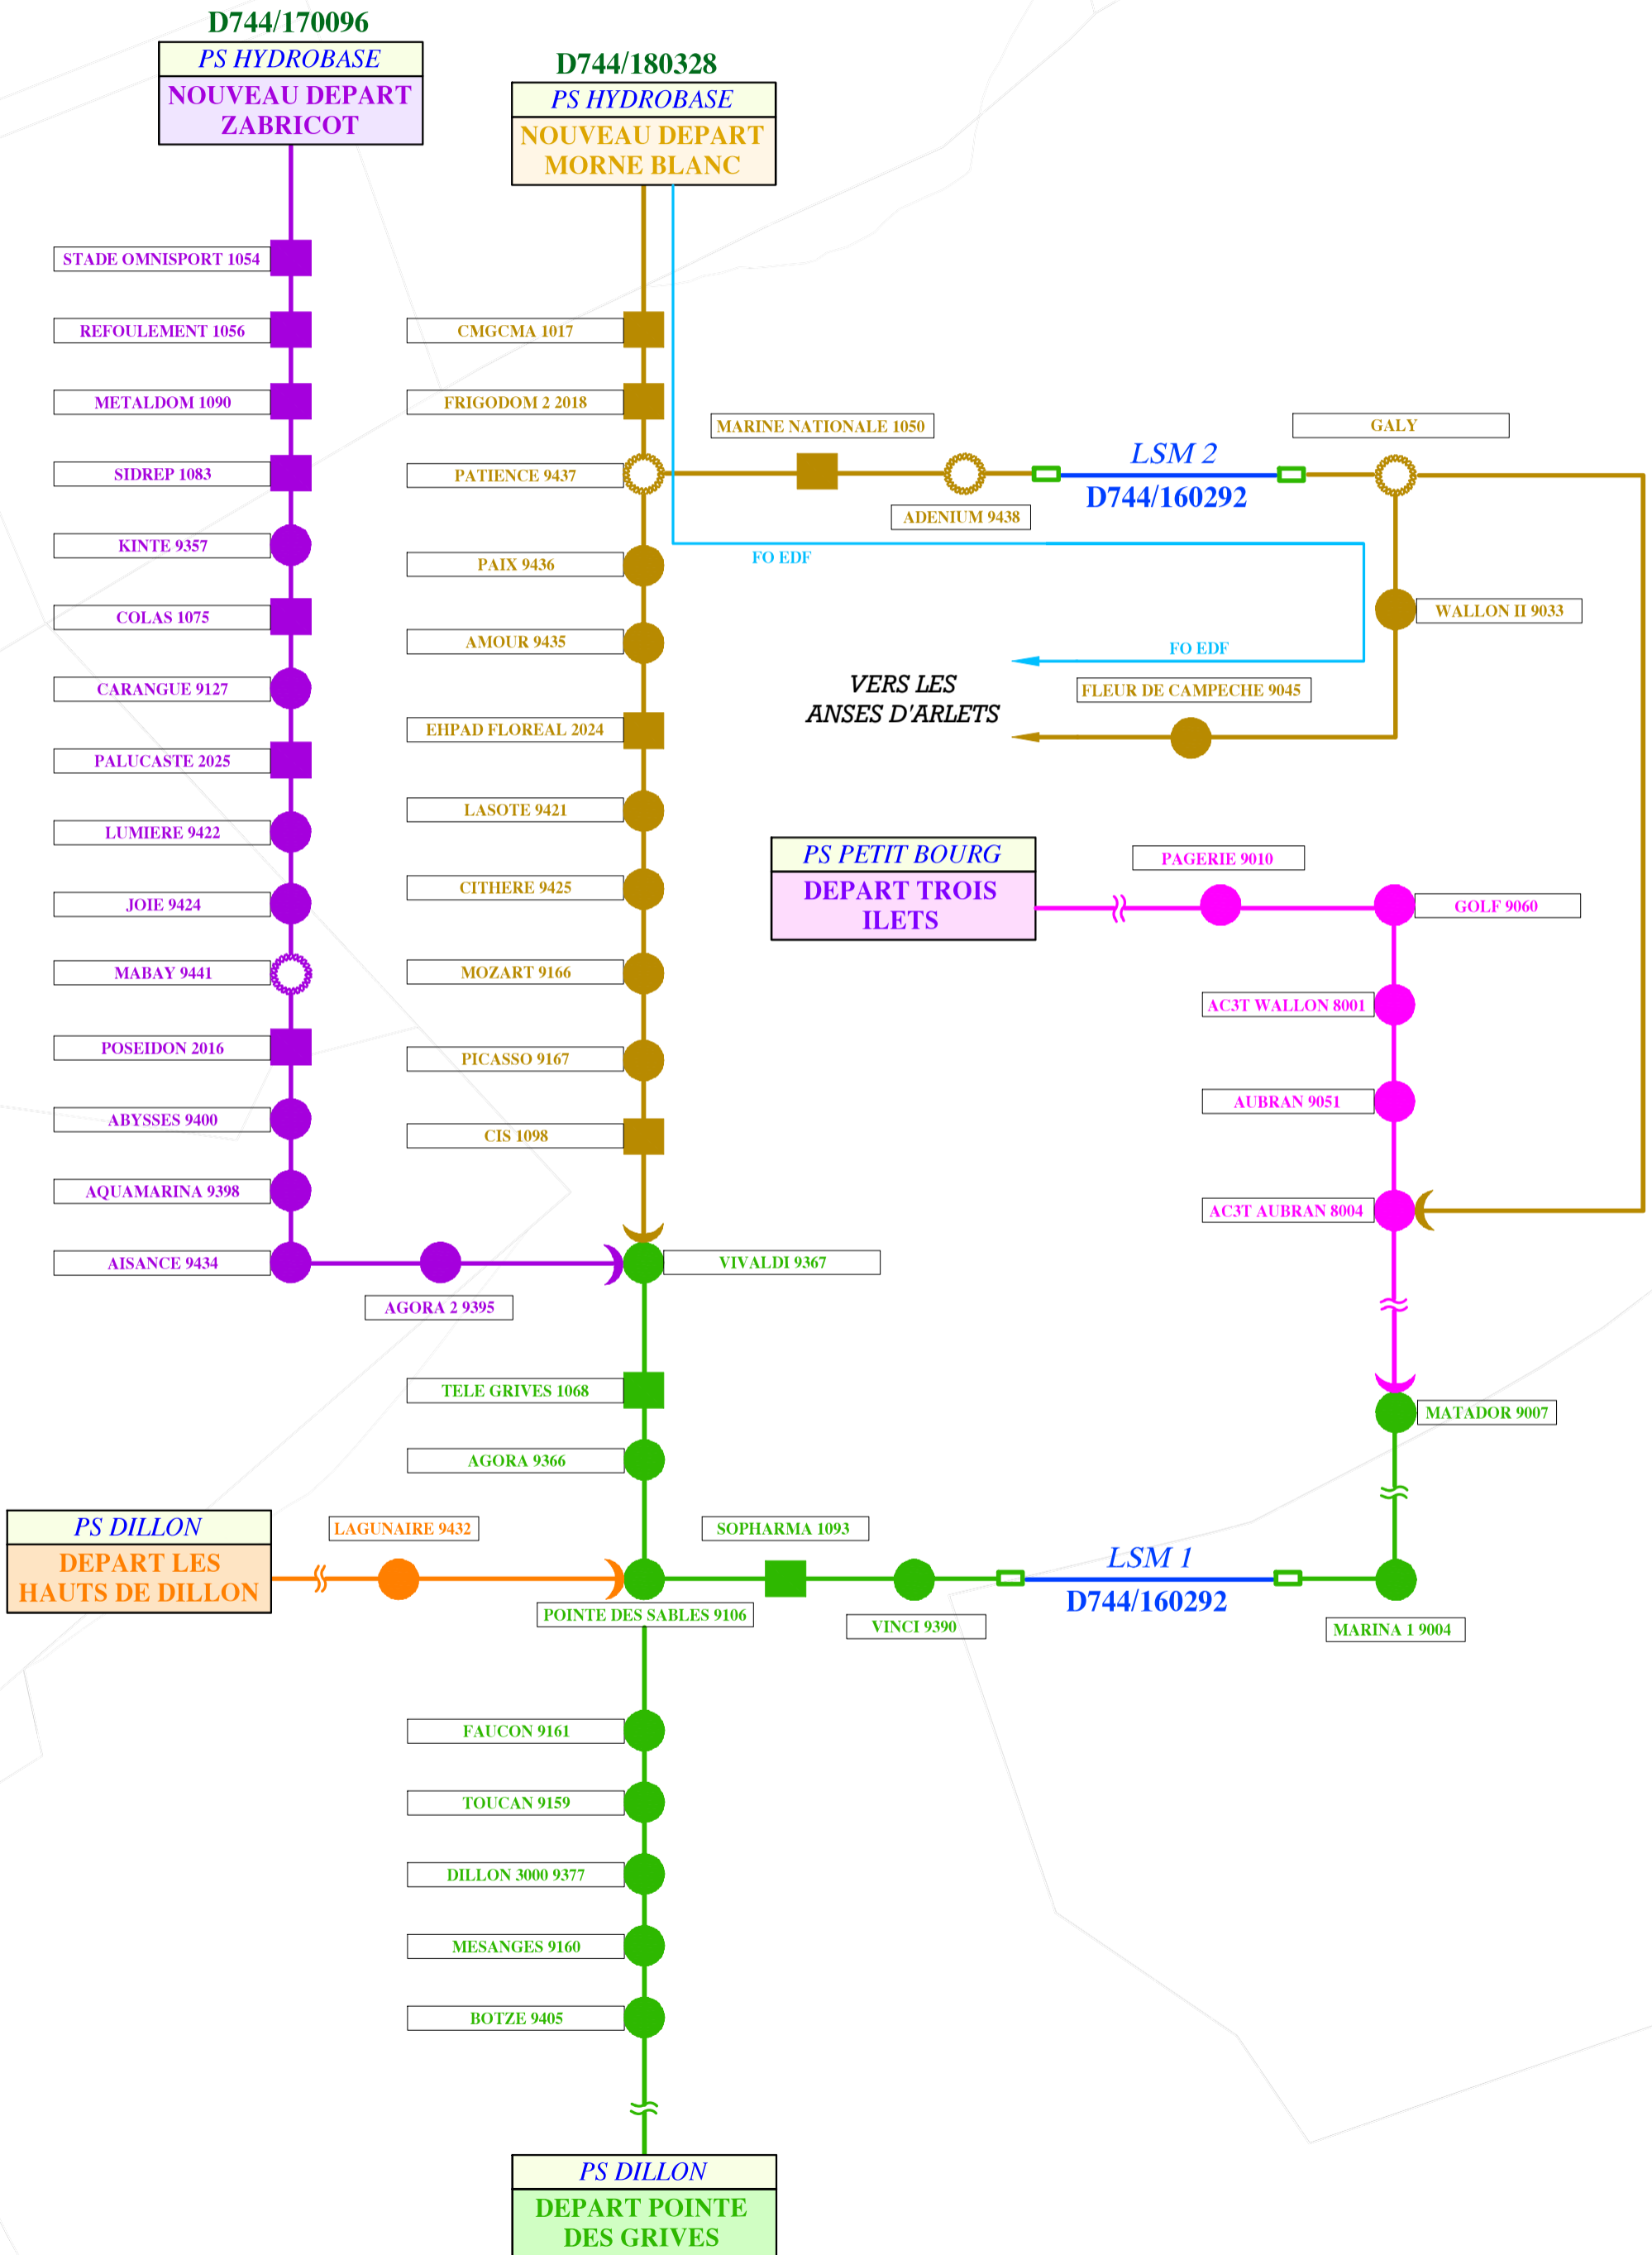 D744/170096
PS HYDROBASE
NOUVEAU DEPART
ZABRICOT
D744/180328
PS HYDROBASE
NOUVEAU DEPART
MORNE BLANC
STADE OMNISPORT 1054
REFOULEMENT 1056
METALDOM 1090
SIDREP 1083
KINTE 9357
COLAS 1075
CARANGUE 9127
PALUCASTE 2025
LUMIERE 9422
JOIE 9424
MABAY 9441
POSEIDON 2016
ABYSSES 9400
AQUAMARINA 9398
AISANCE 9434
AGORA 2 9395
CMGCMA 1017
FRIGODOM 2 2018
PATIENCE 9437
PAIX 9436
AMOUR 9435
EHPAD FLOREAL 2024
LASOTE 9421
CITHERE 9425
MOZART 9166
PICASSO 9167
CIS 1098
MARINE NATIONALE 1050
ADENIUM 9438
LSM 2
D744/160292
GALY
FO EDF
WALLON II 9033
FO EDF
VERS LES
ANSES D'ARLETS
FLEUR DE CAMPECHE 9045
PS PETIT BOURG
DEPART TROIS
ILETS
PAGERIE 9010
GOLF 9060
AC3T WALLON 8001
AUBRAN 9051
AC3T AUBRAN 8004
MATADOR 9007
VIVALDI 9367
TELE GRIVES 1068
AGORA 9366
PS DILLON
DEPART LES
HAUTS DE DILLON
LAGUNAIRE 9432
POINTE DES SABLES 9106
SOPHARMA 1093
VINCI 9390
LSM 1
D744/160292
MARINA 1 9004
FAUCON 9161
TOUCAN 9159
DILLON 3000 9377
MESANGES 9160
BOTZE 9405
PS DILLON
DEPART POINTE
DES GRIVES